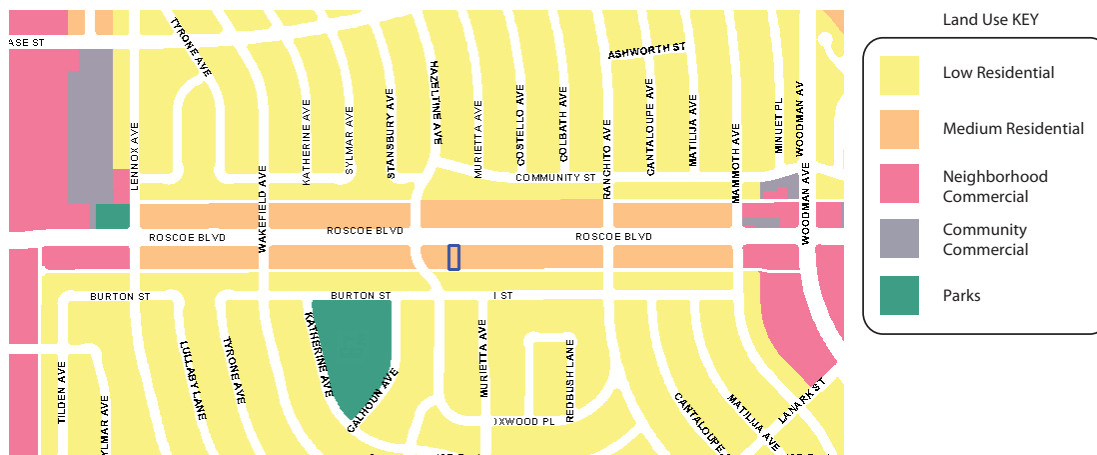 Land Use KEY
Low Residential
Medium Residential
Neighborhood
Commercial
Community
Commercial
Parks
ASE ST
TYRONE AVE
LENNOX AVE
WAKEFIELD AVE
KATHERINE AVE
SYLMAR AVE
STANSBURY AVE
HAZELTINE AVE
MURIETTA AVE
COSTELLO AVE
COLBATH AVE
RANCHITO AVE
ASHWORTH ST
CANTALOUPE AVE
MATILIJA AVE
MAMMOTH AVE
MINUET PL
WOODMAN AV
WOODMAN AVE
COMMUNITY ST
ROSCOE BLVD
ROSCOE BLVD
ROSCOE BLVD
BURTON ST
BURTON ST
I ST
TILDEN AVE
YLMAR AVE
LULLABY LANE
TYRONE AVE
KATHERINE AVE
CALHOUN AVE
MURIETTA AVE
REDBUSH LANE
OXWOOD PL
CANTALOUPE
MATILIJA AVE
LANARK ST